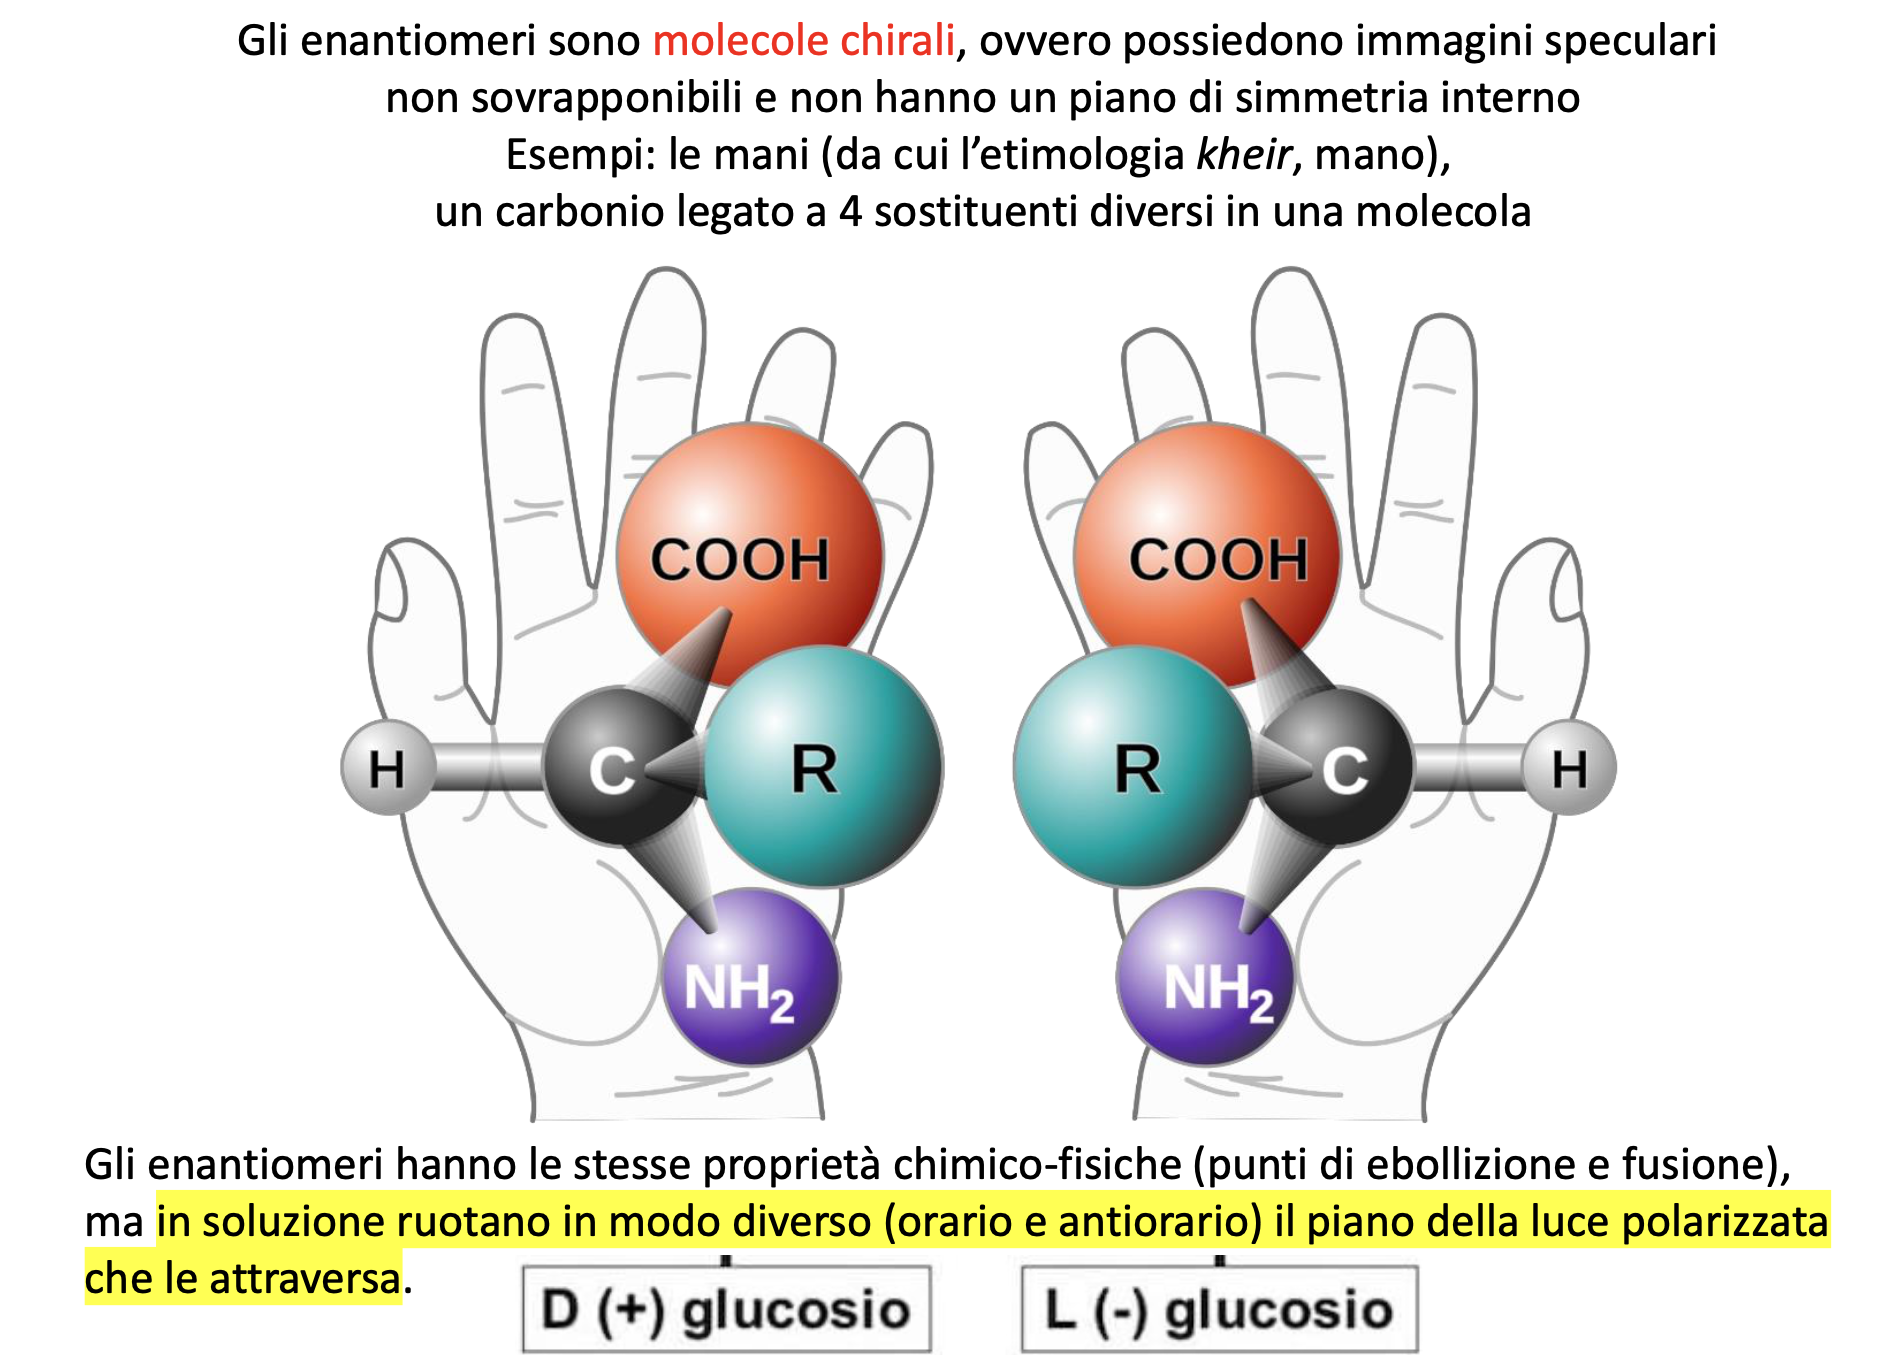 Gli enantiomeri sono molecole chirali, ovvero possiedono immagini speculari
non sovrapponibili e non hanno un piano di simmetria interno
Esempi: le mani (da cui l'etimologia kheir, mano),
un carbonio legato a 4 sostituenti diversi in una molecola
COOH
COOH
H
C
R
R
C
H
NH2
NH2
Gli enantiomeri hanno le stesse proprietà chimico-fisiche (punti di ebollizione e fusione),
ma in soluzione ruotano in modo diverso (orario e antiorario) il piano della luce polarizzata
che le attraversa.
D (+) glucosio
L (-) glucosio